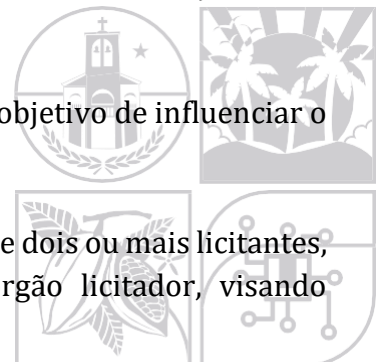 objetivo de influenciar o
e dois ou mais licitantes,
rgão licitador, visando